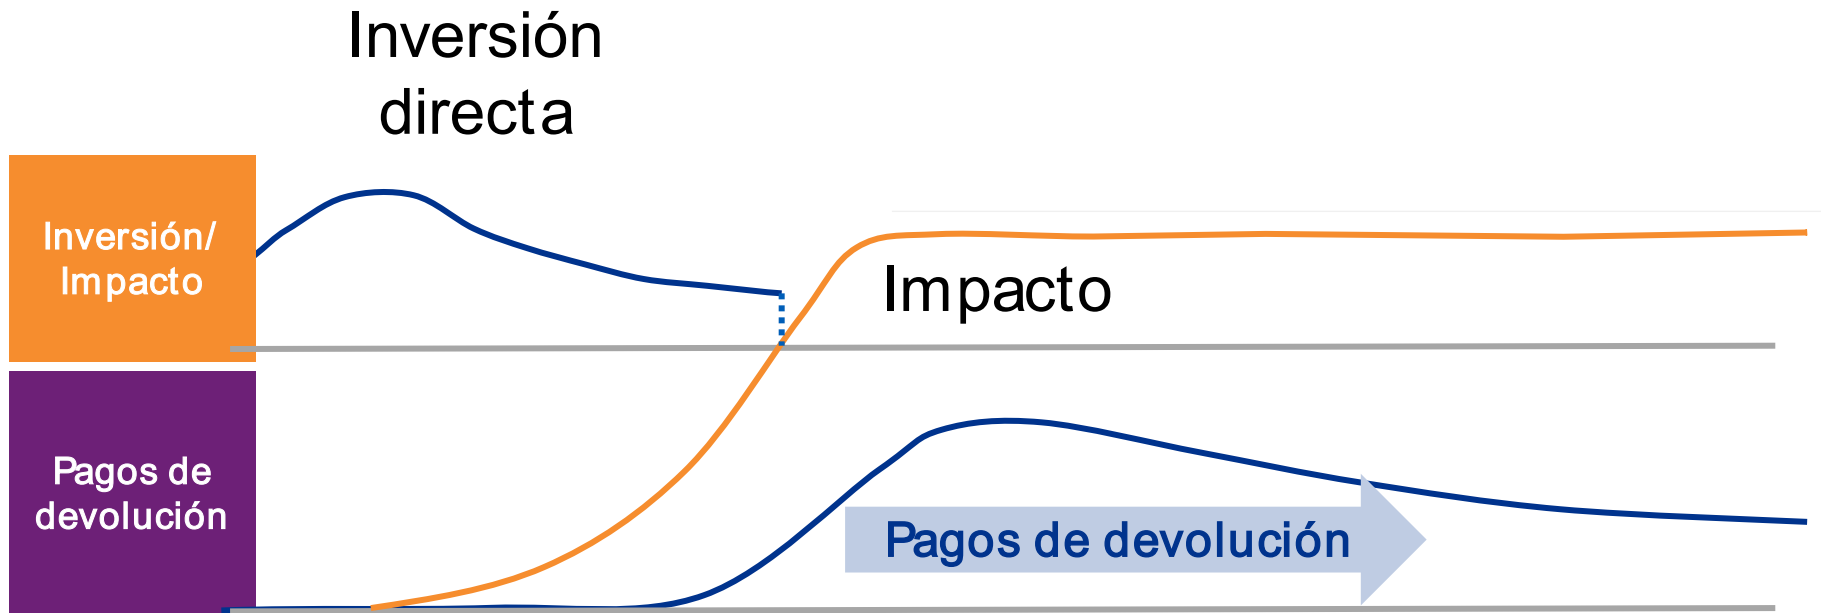 Inversión
directa
Inversión/
Impacto
Impacto
Pagos de
devolución
Pagos de devolución